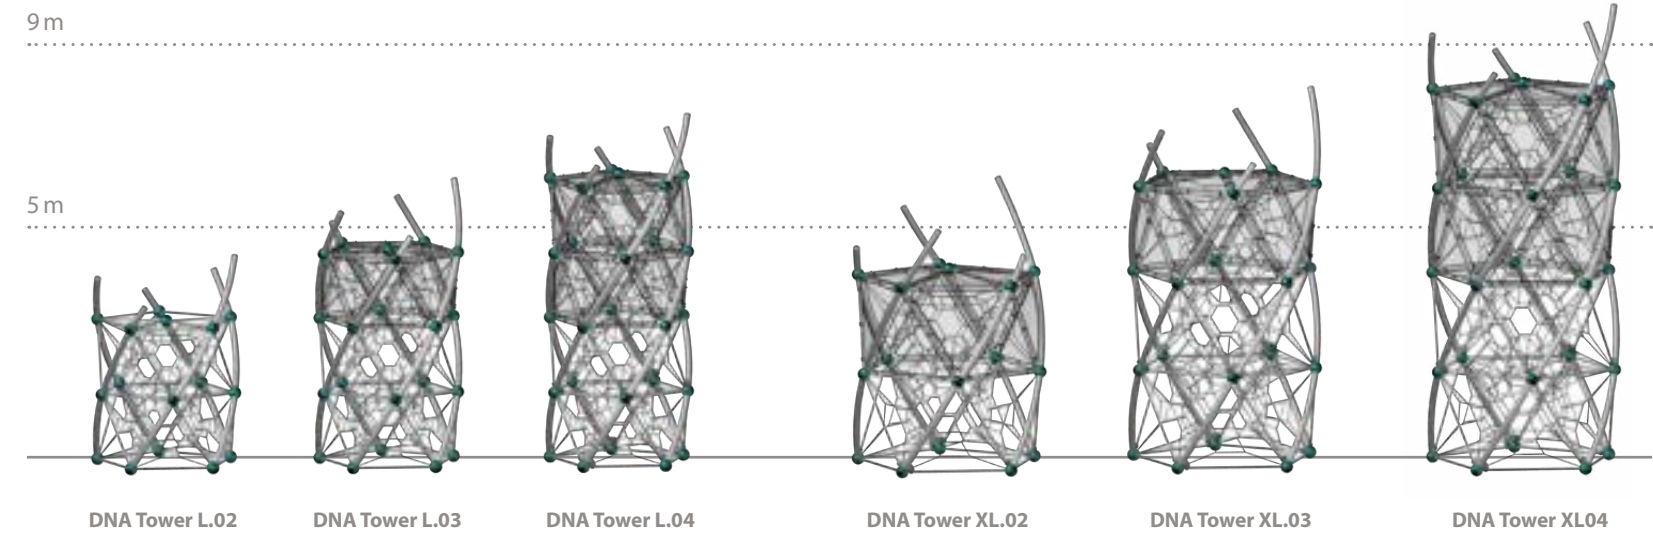 9 m
5 m
DNA Tower L.02
DNA Tower L.03
DNA Tower L.04
DNA Tower XL.02
DNA Tower XL.03
DNA Tower XL04